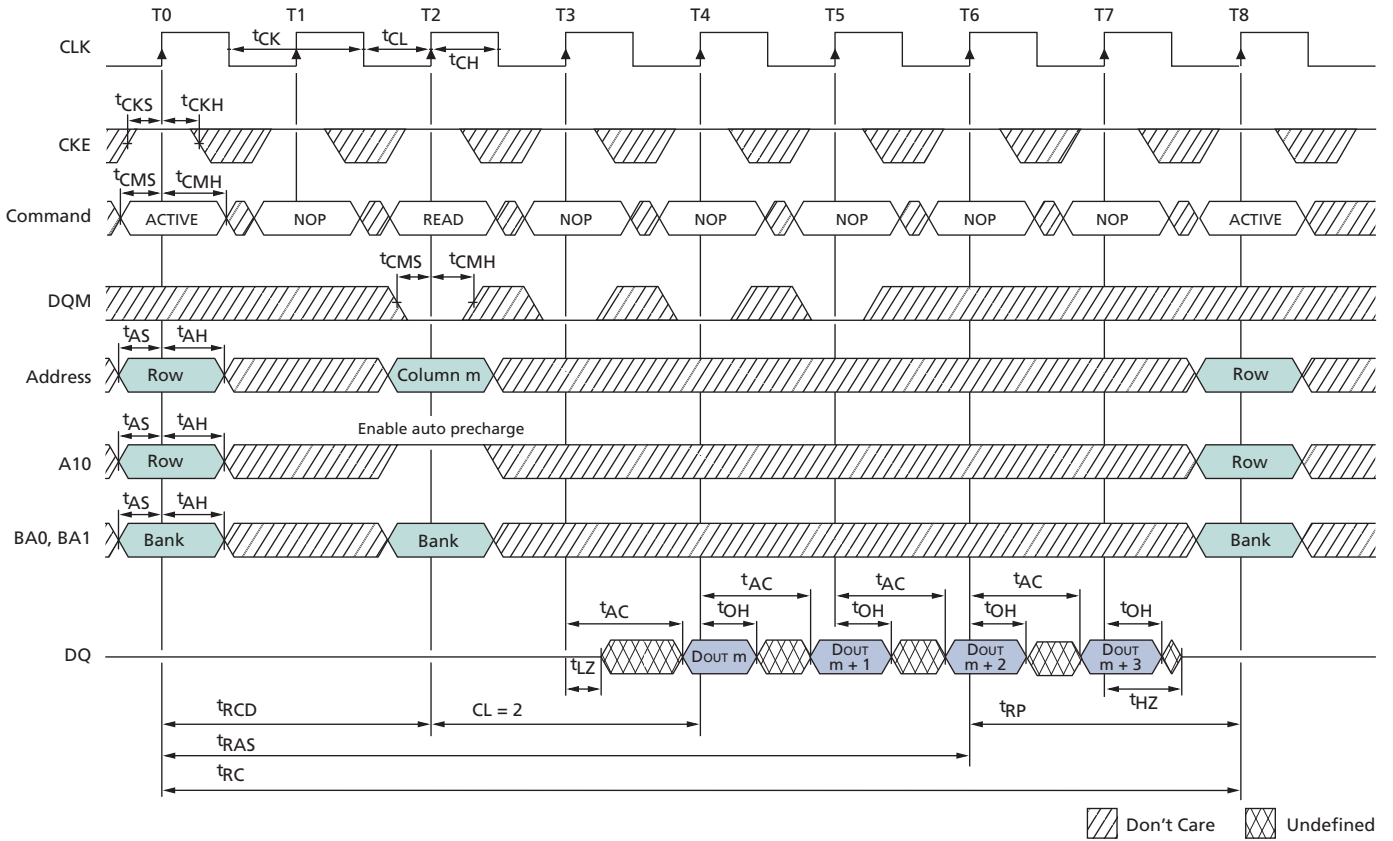 T0 T1 T2 T3 T4 T5 T6 T7 T8
CLK
tCK tCL
tCH
tCKS tCKH
CKE
tCMS tCMH
Command ACTIVE NOP READ NOP NOP NOP NOP NOP ACTIVE
tCMS tCMH
DQM
tAS tAH
Address Row Column m Row
tAS tAH
Enable auto precharge
A10 Row Row
tAS tAH
BA0, BA1 Bank Bank Bank
tAC tAC tAC
tAC tOH tOH tOH tOH
DQ DOUT m DOUT m + 1 DOUT m + 2 DOUT m + 3
tLZ tHZ
tRCD CL = 2 tRP
tRAS
tRC
Don't Care Undefined